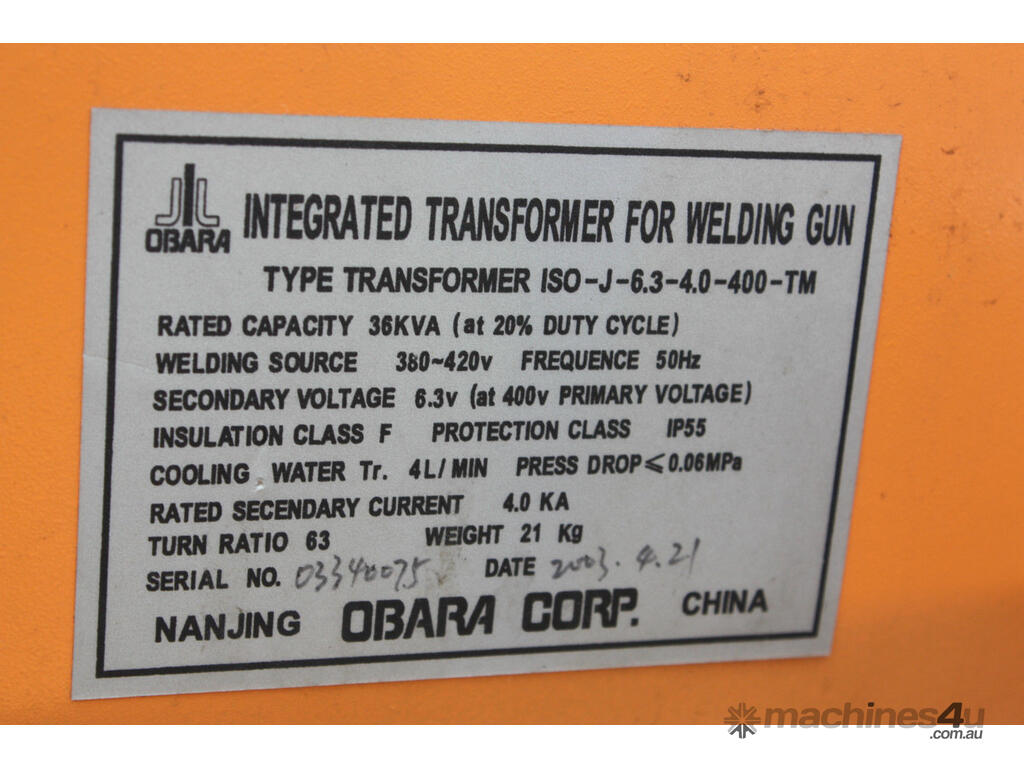 OBARA
INTEGRATED TRANSFORMER FOR WELDING GUN
TYPE TRANSFORMER ISO-J-6.3-4.0-400-TM
RATED CAPACITY 36KVA (at 20% DUTY CYCLE)
WELDING SOURCE 380~420v FREQUENCE 50Hz
SECONDARY VOLTAGE 6.3v (at 400v PRIMARY VOLTAGE)
INSULATION CLASS F PROTECTION CLASS IP55
COOLING WATER Tr. 4L/MIN PRESS DROP≤0.06MPa
RATED SECENDARY CURRENT 4.0 KA
TURN RATIO 63 WEIGHT 21 Kg
SERIAL NO. 03340075 DATE 2003.4.21
NANJING OBARA CORP. CHINA
machines4u
.com.au